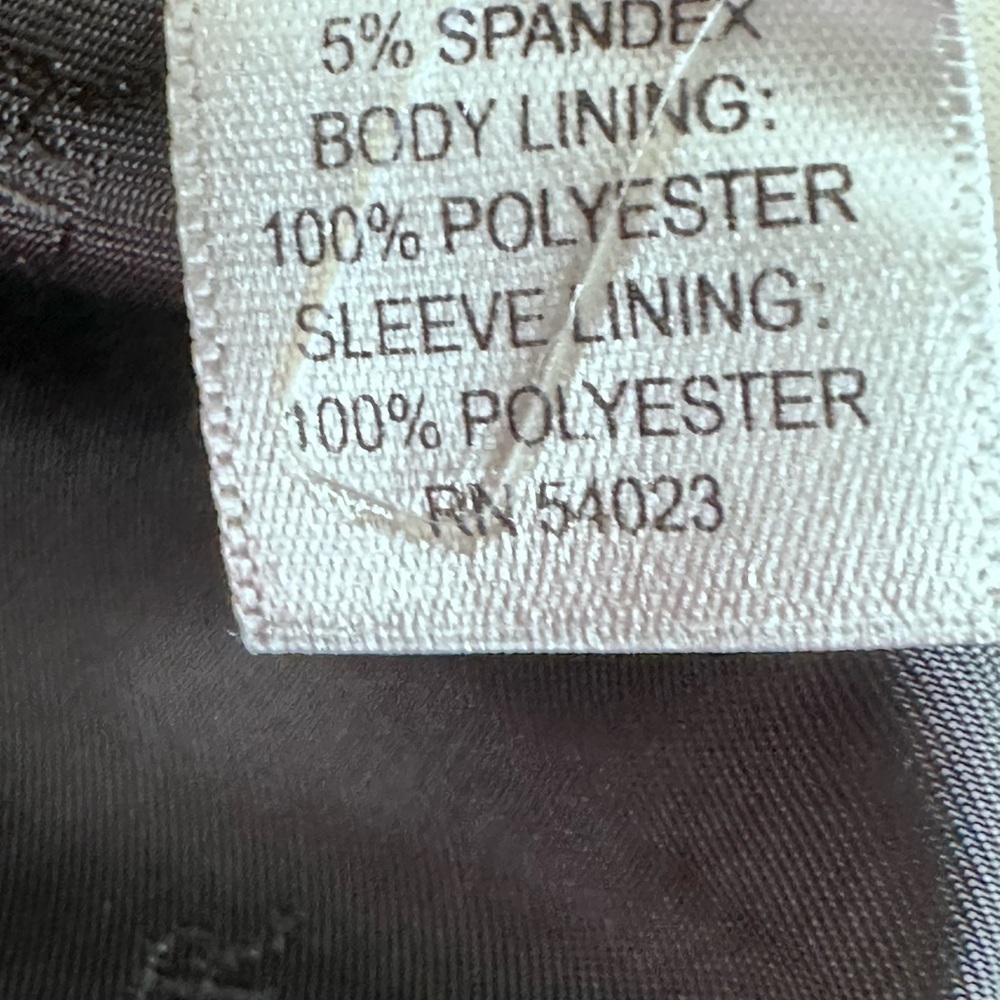 5% SPANDEX
BODY LINING:
100% POLYESTER
SLEEVE LINING:
100% POLYESTER
RN 54023